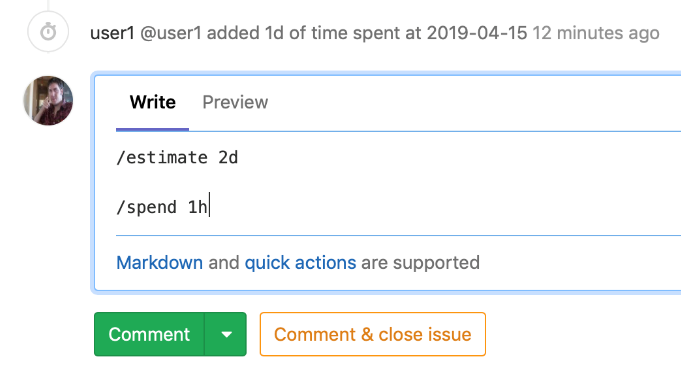 user1 @user1 added 1d of time spent at 2019-04-15 12 minutes ago
Write Preview
/estimate 2d
/spend 1h
Markdown and quick actions are supported
Comment Comment & close issue